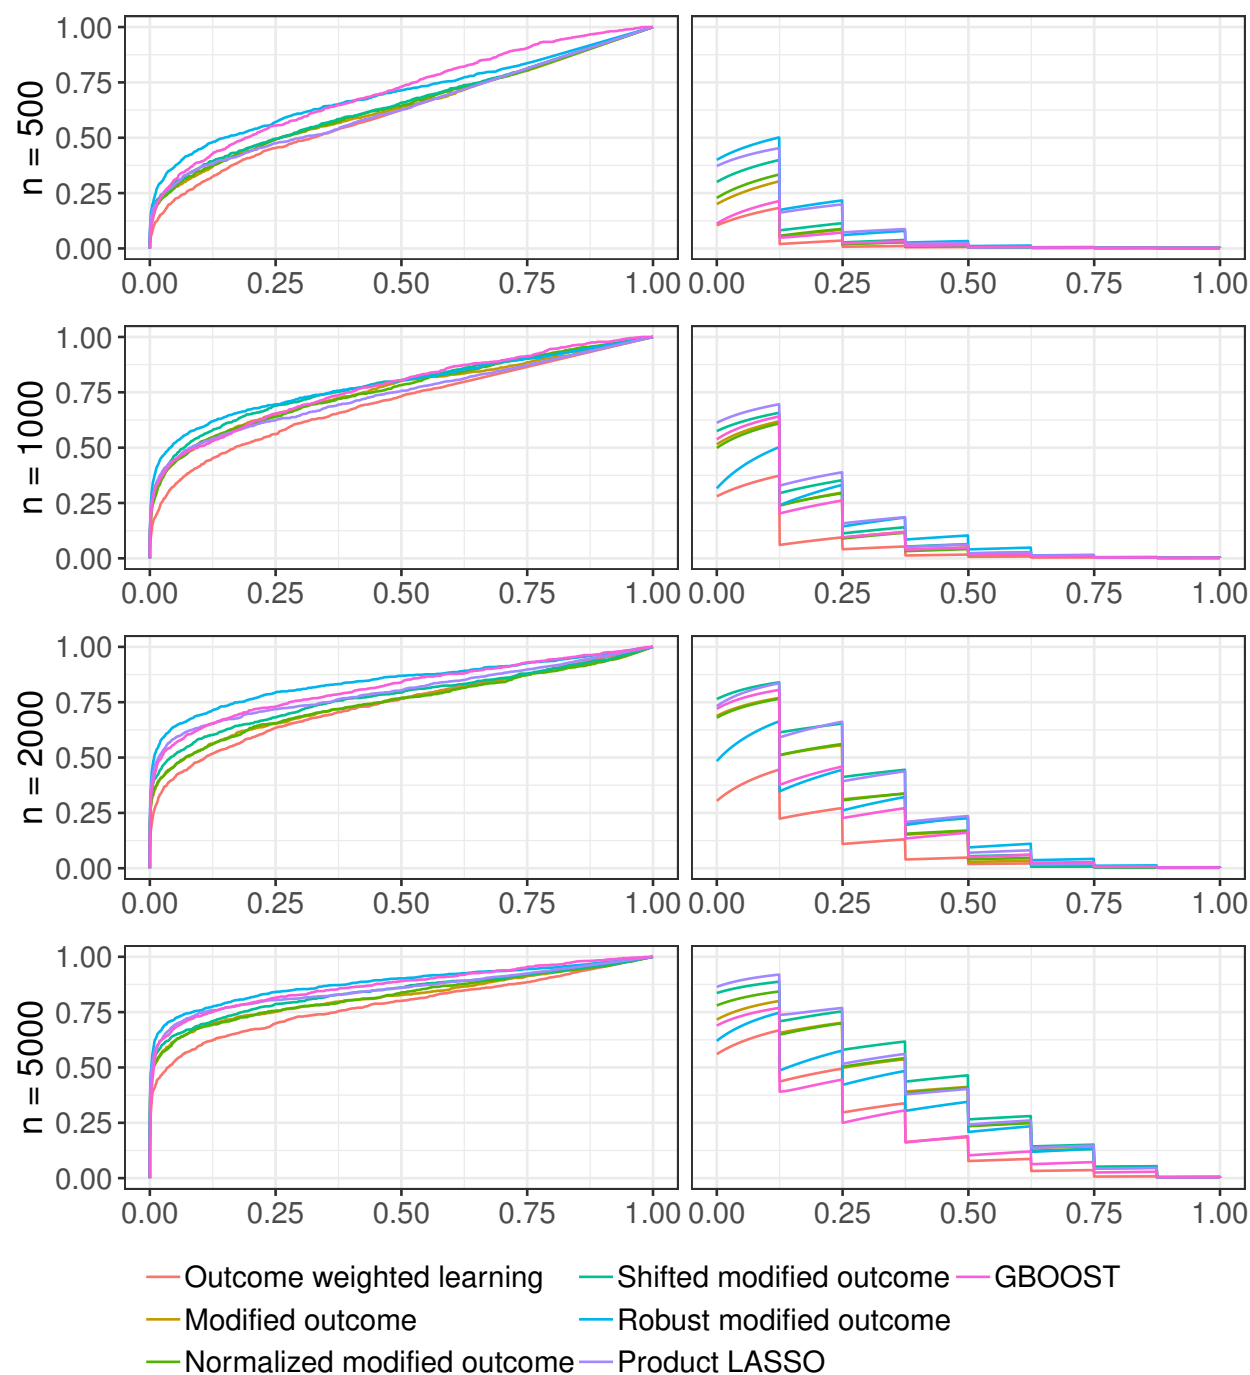 n = 500
1.00
0.75
0.50
0.25
0.00
0.00 0.25 0.50 0.75 1.00 0.00 0.25 0.50 0.75 1.00
n = 1000
1.00
0.75
0.50
0.25
0.00
0.00 0.25 0.50 0.75 1.00 0.00 0.25 0.50 0.75 1.00
n = 2000
1.00
0.75
0.50
0.25
0.00
0.00 0.25 0.50 0.75 1.00 0.00 0.25 0.50 0.75 1.00
n = 5000
1.00
0.75
0.50
0.25
0.00
0.00 0.25 0.50 0.75 1.00 0.00 0.25 0.50 0.75 1.00
Outcome weighted learning Shifted modified outcome GBOOST
Modified outcome Robust modified outcome
Normalized modified outcome Product LASSO